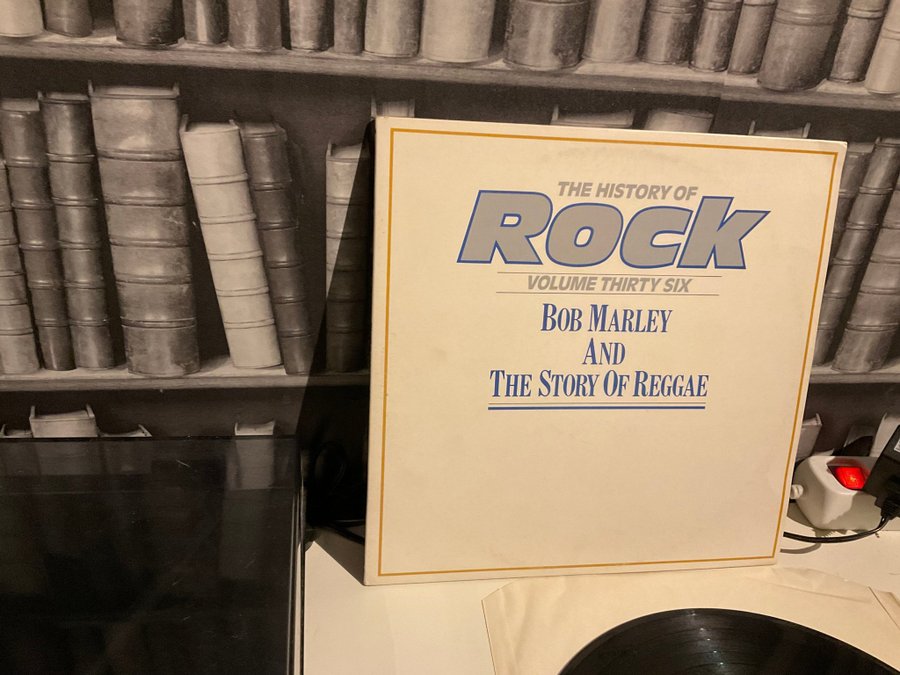 THE HISTORY OF
ROCK
VOLUME THIRTY SIX
BOB MARLEY
AND
THE STORY OF REGGAE